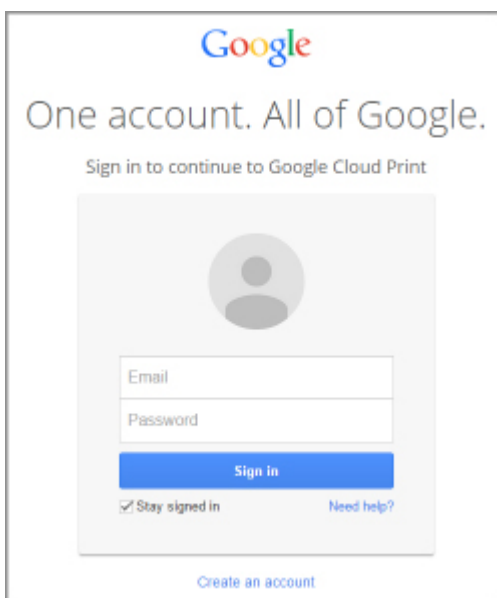 Google
One account. All of Google.
Sign in to continue to Google Cloud Print
Email
Password
Sign in
Stay signed in Need help?
Create an account